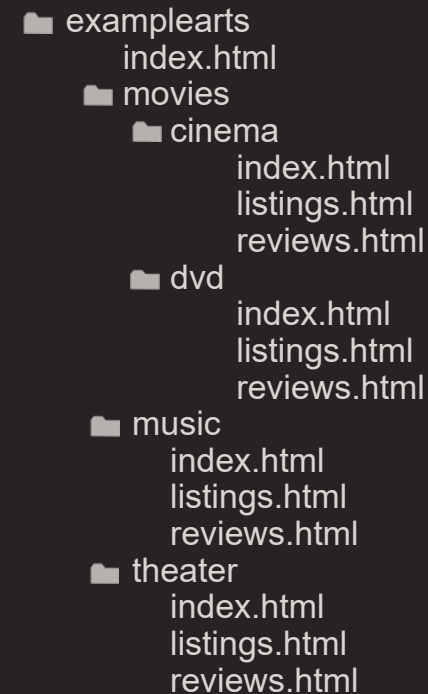 examplearts
index.html
movies
cinema
index.html
listings.html
reviews.html
dvd
index.html
listings.html
reviews.html
music
index.html
listings.html
reviews.html
theater
index.html
listings.html
reviews.html